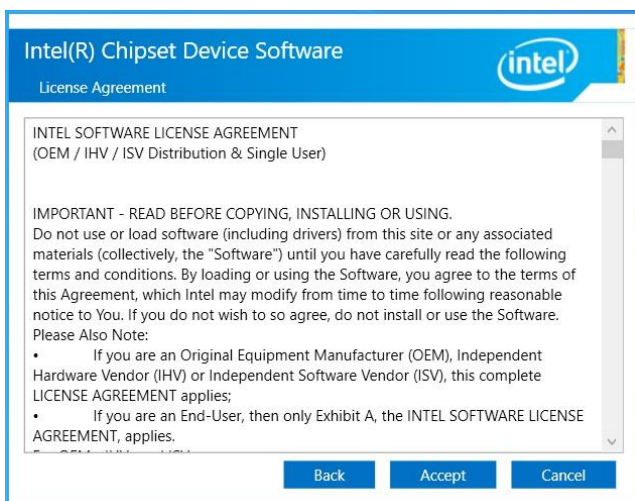 Intel(R) Chipset Device Software
intel
License Agreement
INTEL SOFTWARE LICENSE AGREEMENT
(OEM / IHV / ISV Distribution & Single User)
IMPORTANT - READ BEFORE COPYING, INSTALLING OR USING.
Do not use or load software (including drivers) from this site or any associated
materials (collectively, the "Software") until you have carefully read the following
terms and conditions. By loading or using the Software, you agree to the terms of
this Agreement, which Intel may modify from time to time following reasonable
notice to You. If you do not wish to so agree, do not install or use the Software.
Please Also Note:
• If you are an Original Equipment Manufacturer (OEM), Independent
Hardware Vendor (IHV) or Independent Software Vendor (ISV), this complete
LICENSE AGREEMENT applies;
• If you are an End-User, then only Exhibit A, the INTEL SOFTWARE LICENSE
AGREEMENT, applies.
Back Accept Cancel